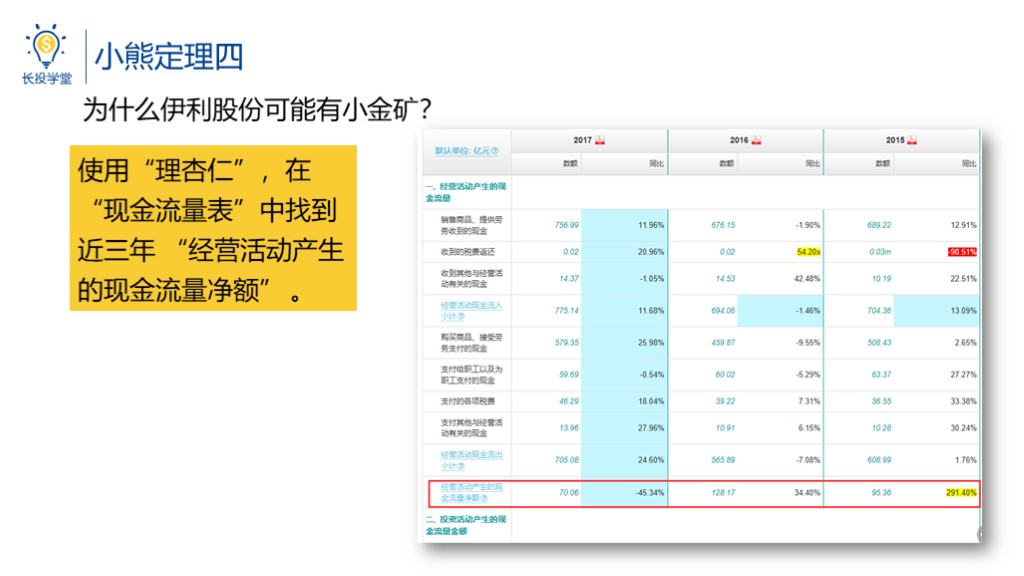 长投学堂
小熊定理四
为什么伊利股份可能有小金矿？
使用“理杏仁”，在
“现金流量表”中找到
近三年 “经营活动产生
的现金流量净额” 。
默认单位: 亿元 2017 2016 2015
数额 同比 数额 同比 数额 同比
一、经营活动产生的现
金流量
销售商品、提供劳
务收到的现金 756.99 11.96% 676.15 -1.90% 689.22 12.91%
收到的税费返还 0.02 20.96% 0.02 54.20x 0.03m -90.51%
收到其他与经营活
动有关的现金 14.37 -1.05% 14.53 42.48% 10.19 22.51%
经营活动现金流入
小计 775.14 11.68% 694.06 -1.46% 704.36 13.09%
购买商品、接受劳
务支付的现金 579.35 25.98% 459.87 -9.55% 508.43 2.65%
支付给职工以及为
职工支付的现金 59.69 -0.54% 60.02 -5.29% 63.37 27.27%
支付的各项税费 46.29 18.04% 39.22 7.31% 36.55 33.38%
支付其他与经营活
动有关的现金 13.96 27.96% 10.91 6.15% 10.28 30.24%
经营活动现金流出
小计 705.08 24.60% 565.89 -7.08% 608.99 1.76%
经营活动产生的现
金流量净额 70.06 -45.34% 128.17 34.40% 95.36 291.40%
二、投资活动产生的现
金流量金额